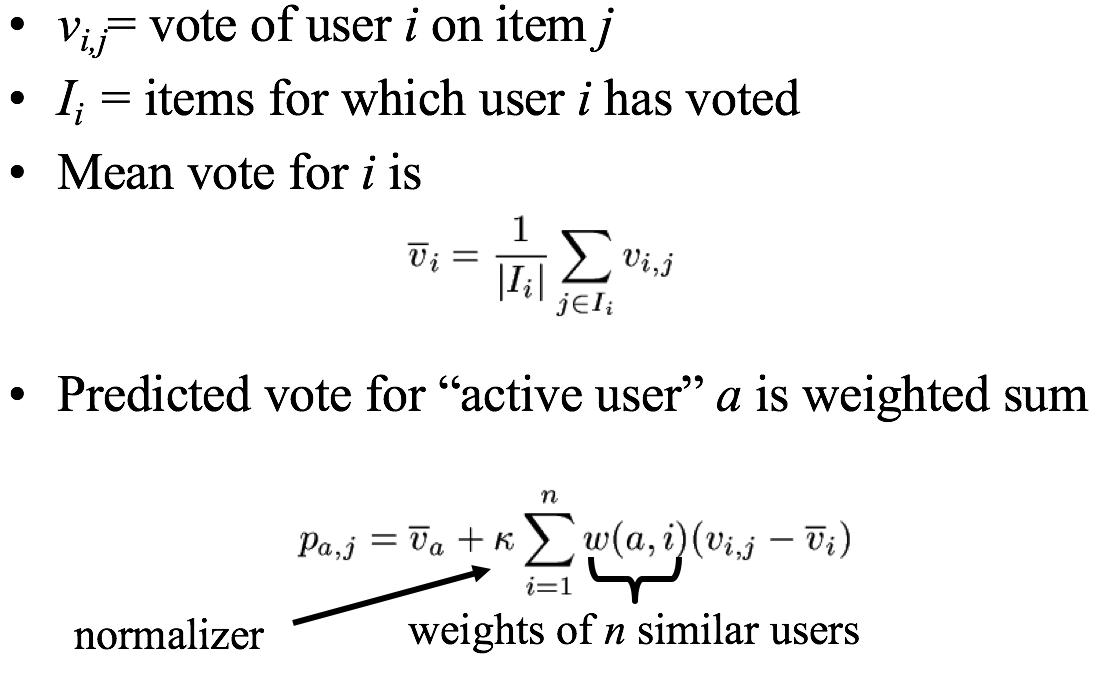 • v_{i,j}= vote of user i on item j
• I_i = items for which user i has voted
• Mean vote for i is
\overline{v}_i = \frac{1}{|I_i|} \sum_{j \in I_i} v_{i,j}
• Predicted vote for “active user” a is weighted sum
p_{a,j} = \overline{v}_a + \kappa \sum_{i=1}^{n} w(a,i)(v_{i,j} - \overline{v}_i)
normalizer
weights of n similar users